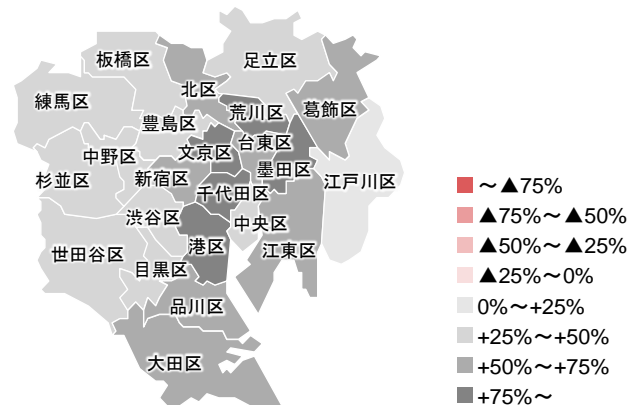 板橋区
足立区
練馬区
北区
荒川区
葛飾区
豊島区
台東区
中野区
文京区
墨田区
杉並区
新宿区
江戸川区
千代田区
渋谷区
中央区
世田谷区
港区
江東区
目黒区
品川区
大田区
～▲75%
▲75%～▲50%
▲50%～▲25%
▲25%～0%
0%～+25%
+25%～+50%
+50%～+75%
+75%～